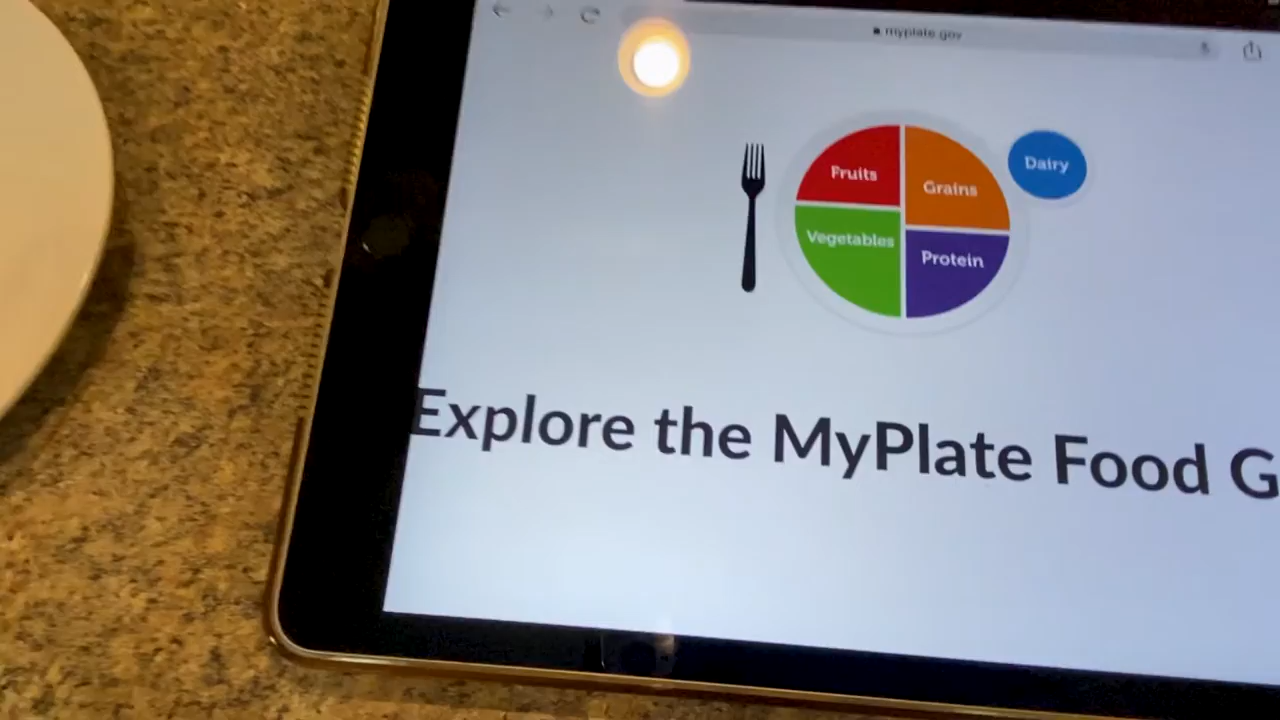 myplate.gov
Dairy
Fruits
Grains
Vegetables
Protein
Explore the MyPlate Food G